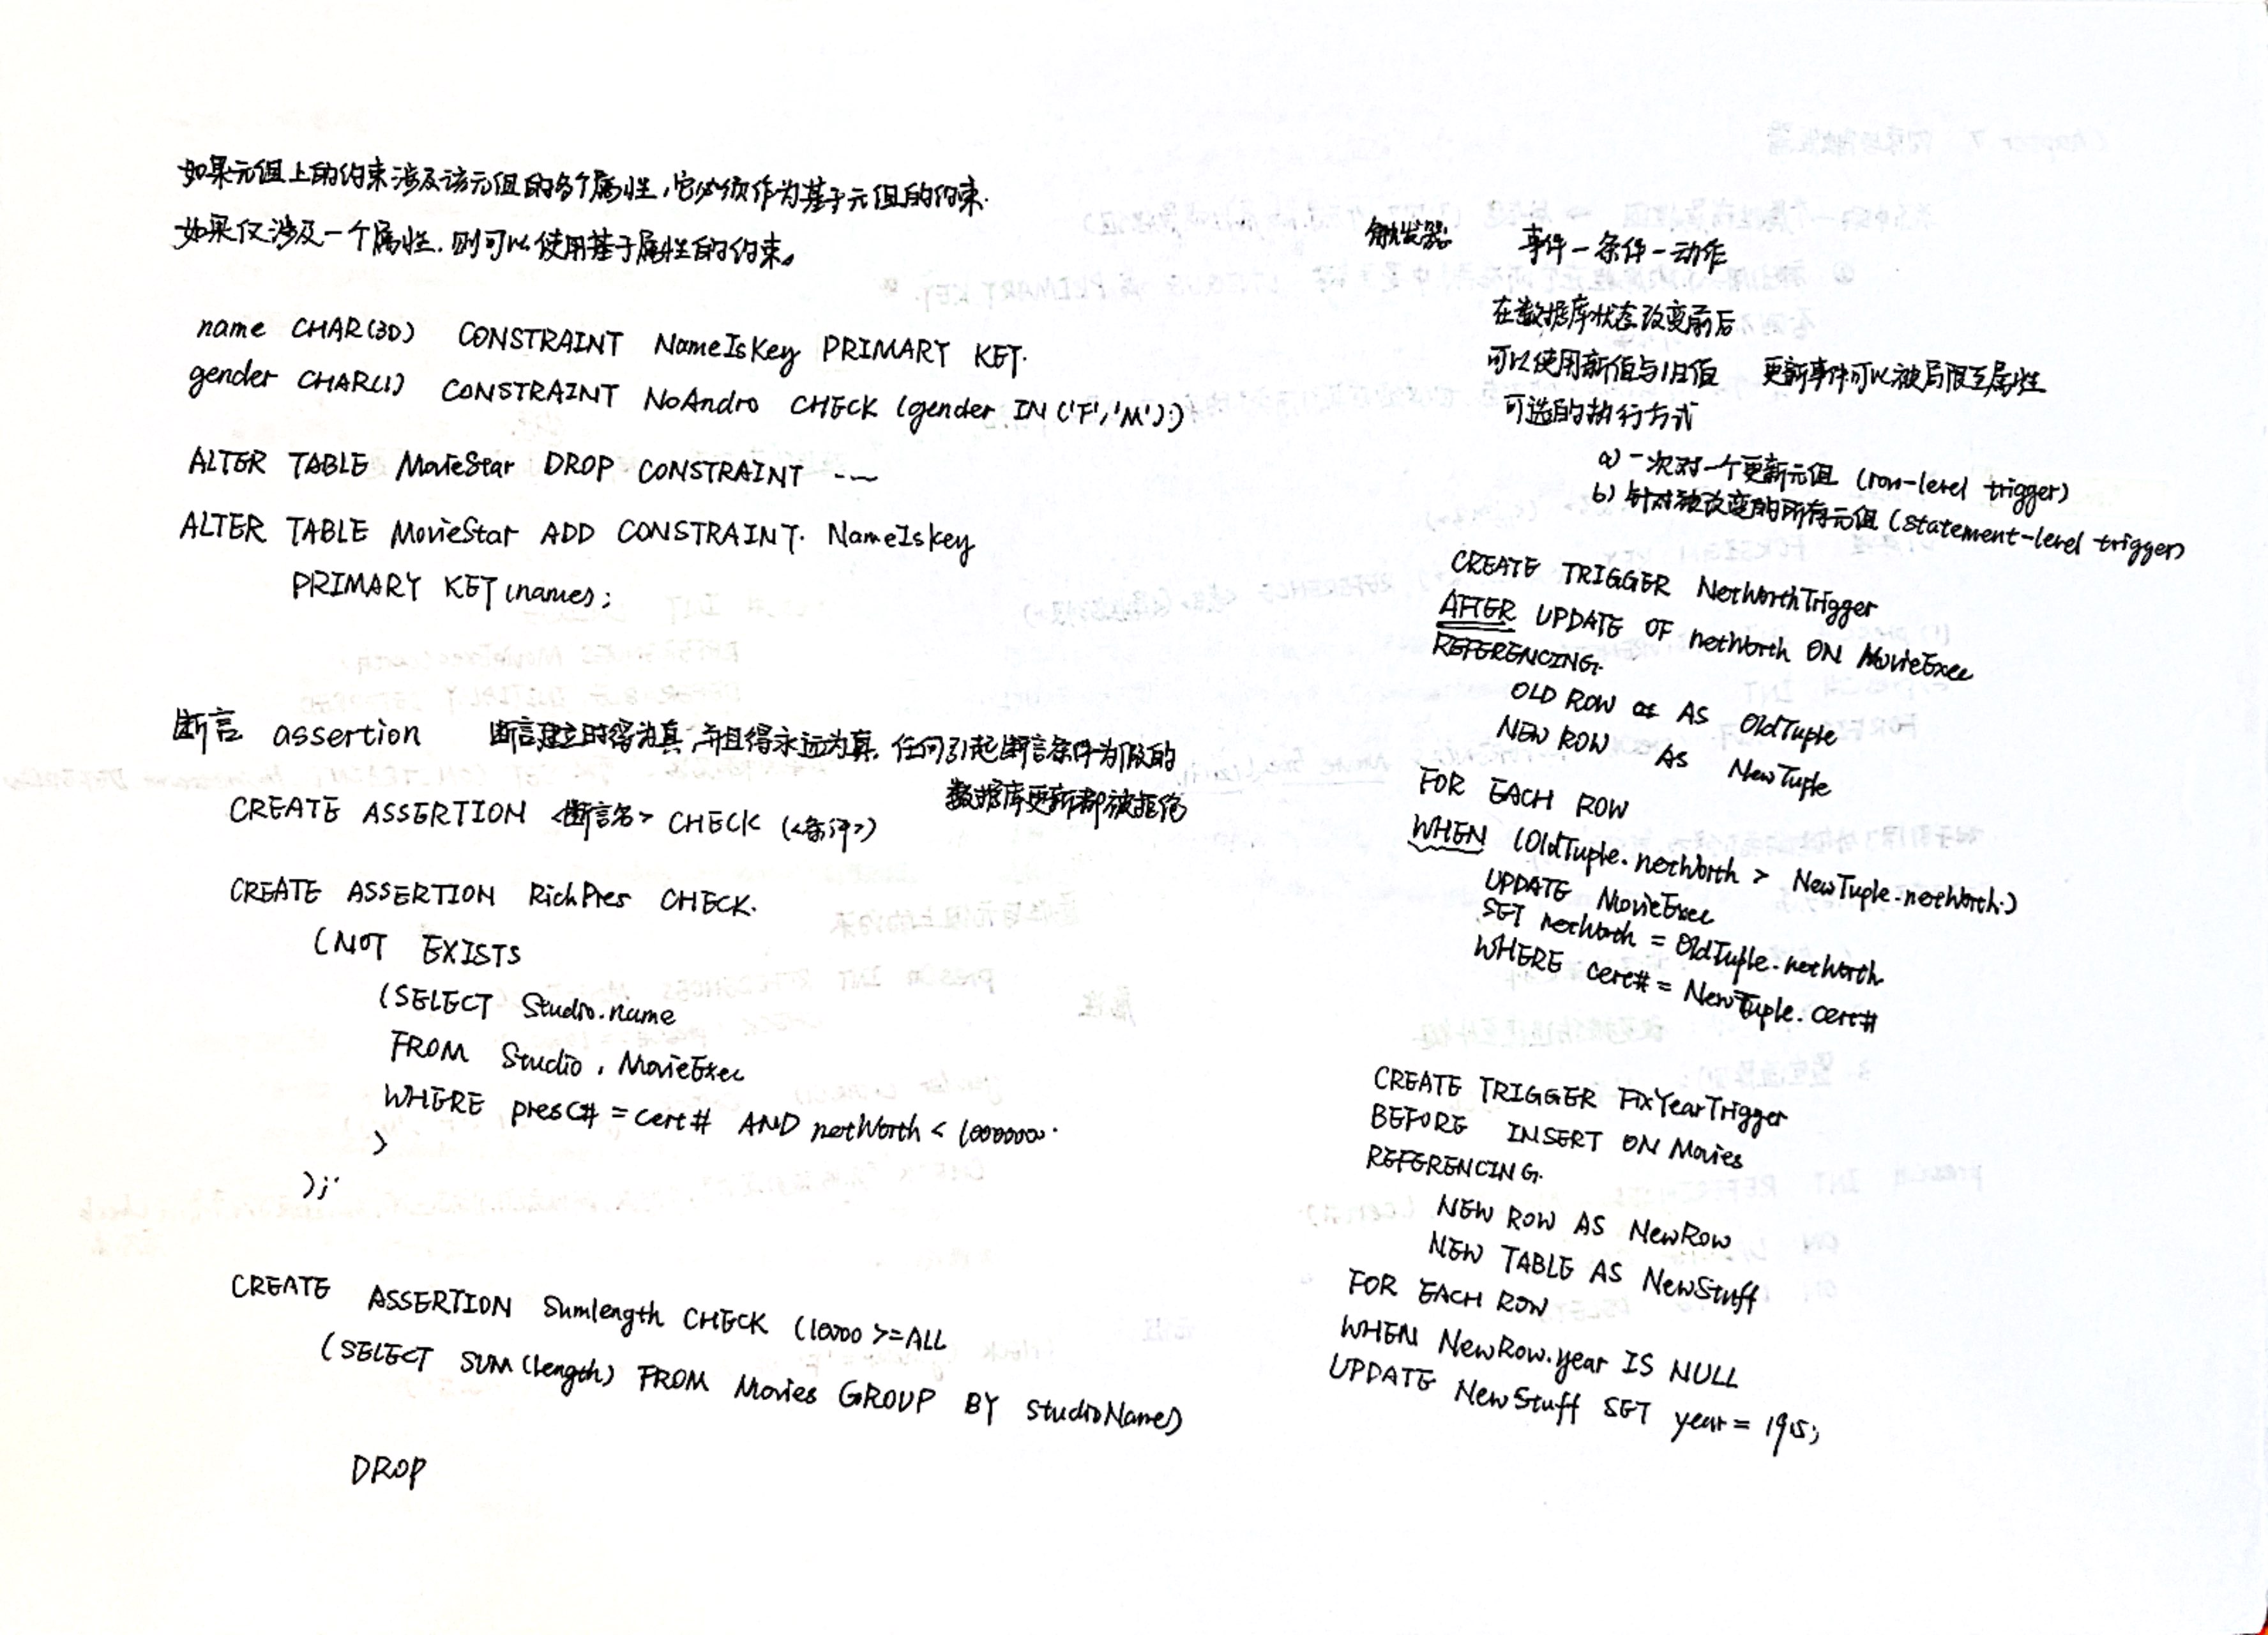 如果元组上的约束涉及该元组的多个属性,它必须作为基于元组的约束.
如果仅涉及一个属性.则可以使用基于属性的约束。
name CHAR(30) CONSTRAINT NameIsKey PRIMARY KEY.
gender CHAR(1) CONSTRAINT NoAndro CHECK (gender IN ('F','M'))
ALTER TABLE MovieStar DROP CONSTRAINT ---
ALTER TABLE MovieStar ADD CONSTRAINT. NameIskey
PRIMARY KEY (names);
断言 assertion 断言建立时得为真,并且得永远为真.任何引起断言条件为假的
数据库更新都被拒绝
CREATE ASSERTION <断言名> CHECK (<条件>)
CREATE ASSERTION RichPres CHECK.
(NOT EXISTS
(SELECT Studio.name
FROM Studio, MovieExec
WHERE presC# = cert# AND netWorth < 10000000
)
);
CREATE ASSERTION Sumlength CHECK (10000 >= ALL
(SELECT SUM(length) FROM Movies GROUP BY studioName)
DROP
触发器 事件-条件-动作
在数据库状态改变前后
可以使用新值与旧值 更新事件可以被局限至属性
可选的执行方式
a) 一次对一个更新元组 (row-level trigger)
b) 针对被改变的所有元组 (statement-level trigger)
CREATE TRIGGER NetWorthTrigger
AFTER UPDATE OF netWorth ON MovieExec
REFERENCING.
OLD ROW AS OldTuple
NEW ROW AS NewTuple
FOR EACH ROW
WHEN (OldTuple.netWorth > NewTuple.netWorth.)
UPDATE MovieExec
SET netWorth = OldTuple.netWorth
WHERE cert# = NewTuple.cert#
CREATE TRIGGER FixYearTrigger
BEFORE INSERT ON Movies
REFERENCING.
NEW ROW AS NewRow
NEW TABLE AS NewStuff
FOR EACH ROW
WHEN NewRow.year IS NULL
UPDATE NewStuff SET year = 1915;